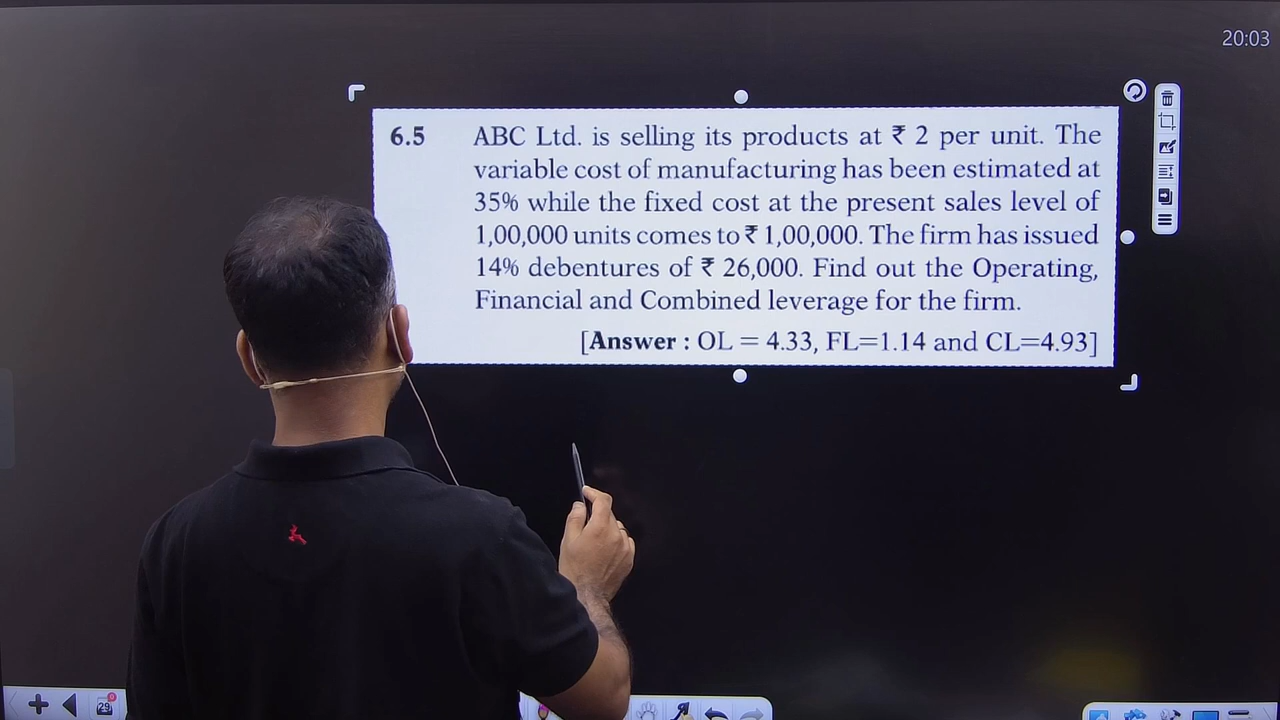 20:03
6.5 ABC Ltd. is selling its products at ₹ 2 per unit. The
variable cost of manufacturing has been estimated at
35% while the fixed cost at the present sales level of
1,00,000 units comes to ₹ 1,00,000. The firm has issued
14% debentures of ₹ 26,000. Find out the Operating,
Financial and Combined leverage for the firm.
[Answer : OL = 4.33, FL=1.14 and CL=4.93]
29